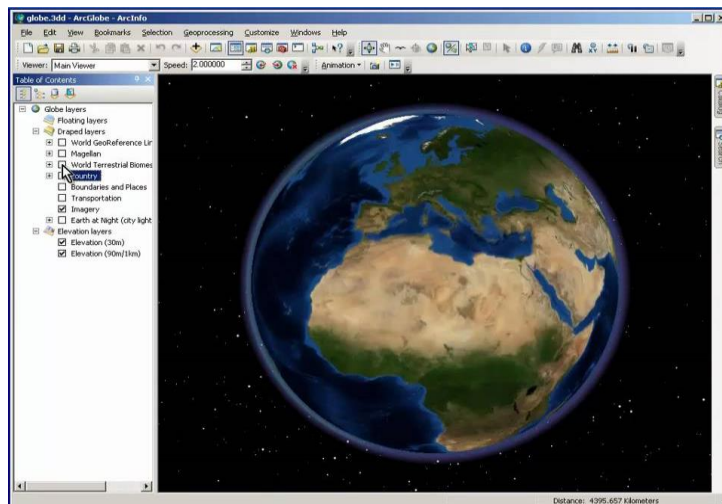 globe.3dd - ArcGlobe - ArcInfo
File Edit View Bookmarks Selection Geoprocessing Customize Windows Help
Viewer: Main Viewer Speed: 2.000000 Animation
Table of Contents
Globe layers
Floating layers
Draped layers
World GeoReference Lir
Magellan
World Terrestrial Biomes
Country
Boundaries and Places
Transportation
Imagery
Earth at Night (city light
Elevation layers
Elevation (30m)
Elevation (90m/1km)
Catalog
Search
Distance: 4395.657 Kilometers